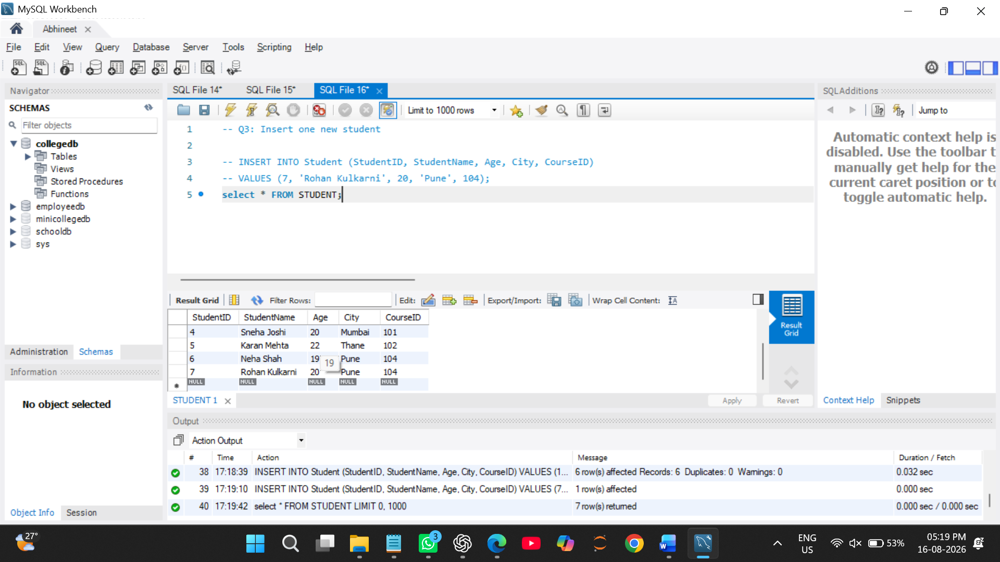 MySQL Workbench
Abhineet
File Edit View Query Database Server Tools Scripting Help
Navigator
SCHEMAS
Filter objects
collegedb
Tables
Views
Stored Procedures
Functions
employeedb
minicollegedb
schooldb
sys
Administration Schemas
Information
No object selected
Object Info Session
SQL File 14* SQL File 15* SQL File 16*
Limit to 1000 rows
1 -- Q3: Insert one new student
2
3 -- INSERT INTO Student (StudentID, StudentName, Age, City, CourseID)
4 -- VALUES (7, 'Rohan Kulkarni', 20, 'Pune', 104);
5 select * FROM STUDENT;
Result Grid Filter Rows: Edit: Export/Import: Wrap Cell Content:
StudentID StudentName Age City CourseID
4 Sneha Joshi 20 Mumbai 101
5 Karan Mehta 22 Thane 102
6 Neha Shah 19 Pune 104
19
7 Rohan Kulkarni 20 Pune 104
NULL NULL NULL NULL NULL
Result
Grid
STUDENT 1
Apply Revert
SQLAdditions
Jump to
Automatic context help is
disabled. Use the toolbar t
manually get help for the
current caret position or to
toggle automatic help.
Context Help Snippets
Output
Action Output
# Time Action Message Duration / Fetch
38 17:18:39 INSERT INTO Student (StudentID, StudentName, Age, City, CourseID) VALUES (1... 6 row(s) affected Records: 6 Duplicates: 0 Warnings: 0 0.032 sec
39 17:19:10 INSERT INTO Student (StudentID, StudentName, Age, City, CourseID) VALUES (7... 1 row(s) affected 0.000 sec
40 17:19:42 select * FROM STUDENT LIMIT 0, 1000 7 row(s) returned 0.000 sec / 0.000 sec
27°
3
ENG
US
53%
05:19 PM
16-08-2026